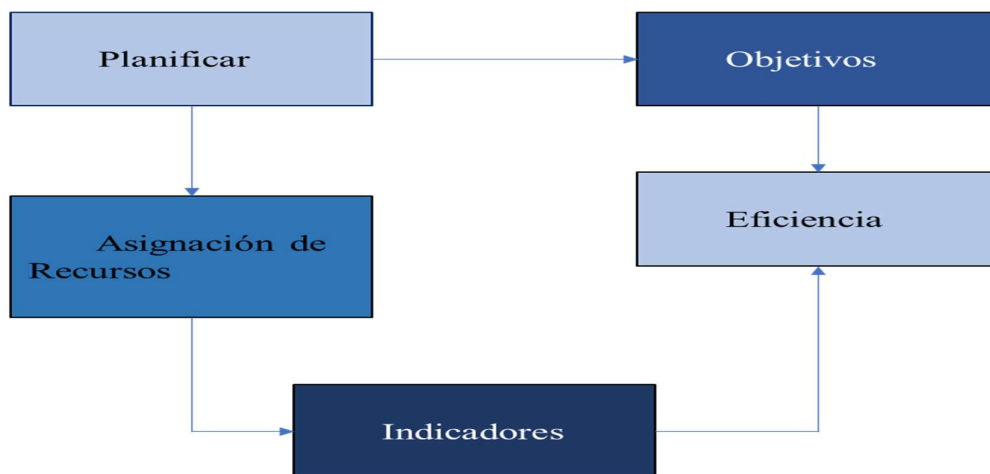 Planificar
Objetivos
Asignación de
Recursos
Eficiencia
Indicadores